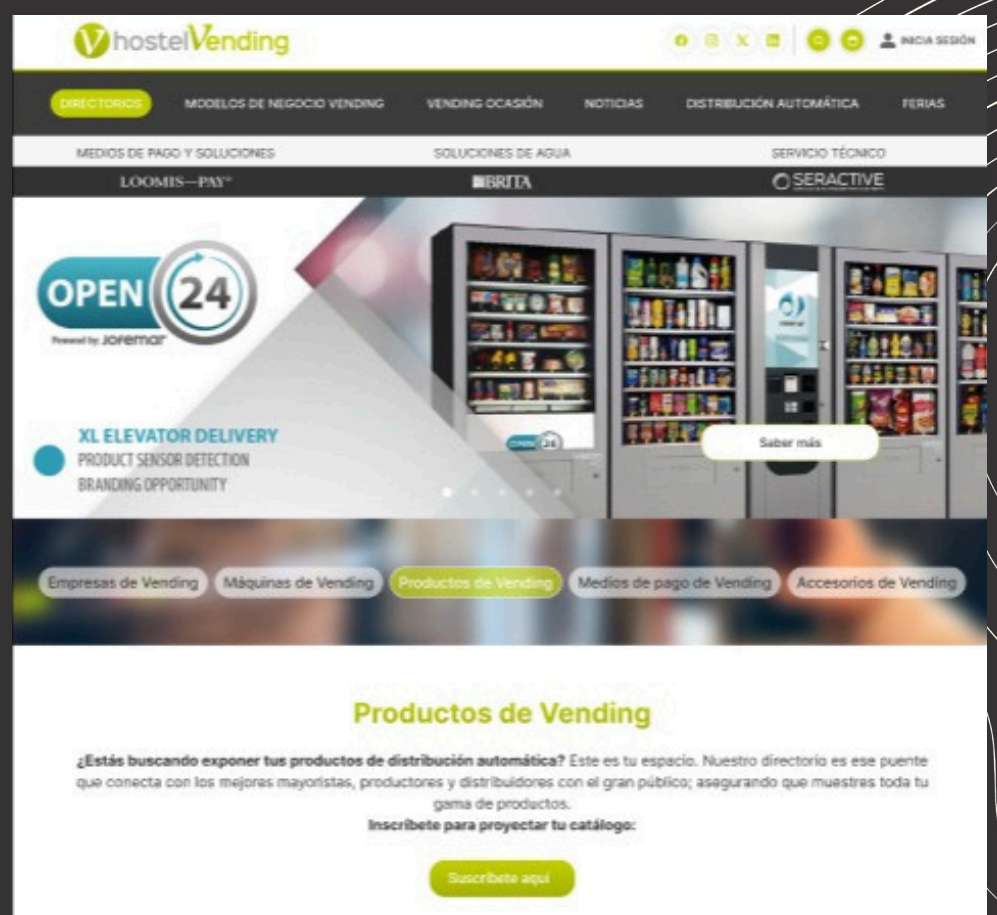 hostelVending
INICIA SESIÓN
DIRECTORIOS MODELOS DE NEGOCIO VENDING VENDING OCASIÓN NOTICIAS DISTRIBUCIÓN AUTOMÁTICA FERIAS
MEDIOS DE PAGO Y SOLUCIONES SOLUCIONES DE AGUA SERVICIO TÉCNICO
LOOMIS—PAY BRITA SERACTIVE
OPEN 24
Powered by: Joremar
XL ELEVATOR DELIVERY
PRODUCT SENSOR DETECTION
BRANDING OPPORTUNITY
OPEN 24
Saber más
Empresas de Vending Máquinas de Vending Productos de Vending Medios de pago de Vending Accesorios de Vending
Productos de Vending
¿Estás buscando exponer tus productos de distribución automática? Este es tu espacio. Nuestro directorio es ese puente
que conecta con los mejores mayoristas, productores y distribuidores con el gran público; asegurando que muestres toda tu
gama de productos.
Inscríbete para proyectar tu catálogo:
Suscríbete aquí